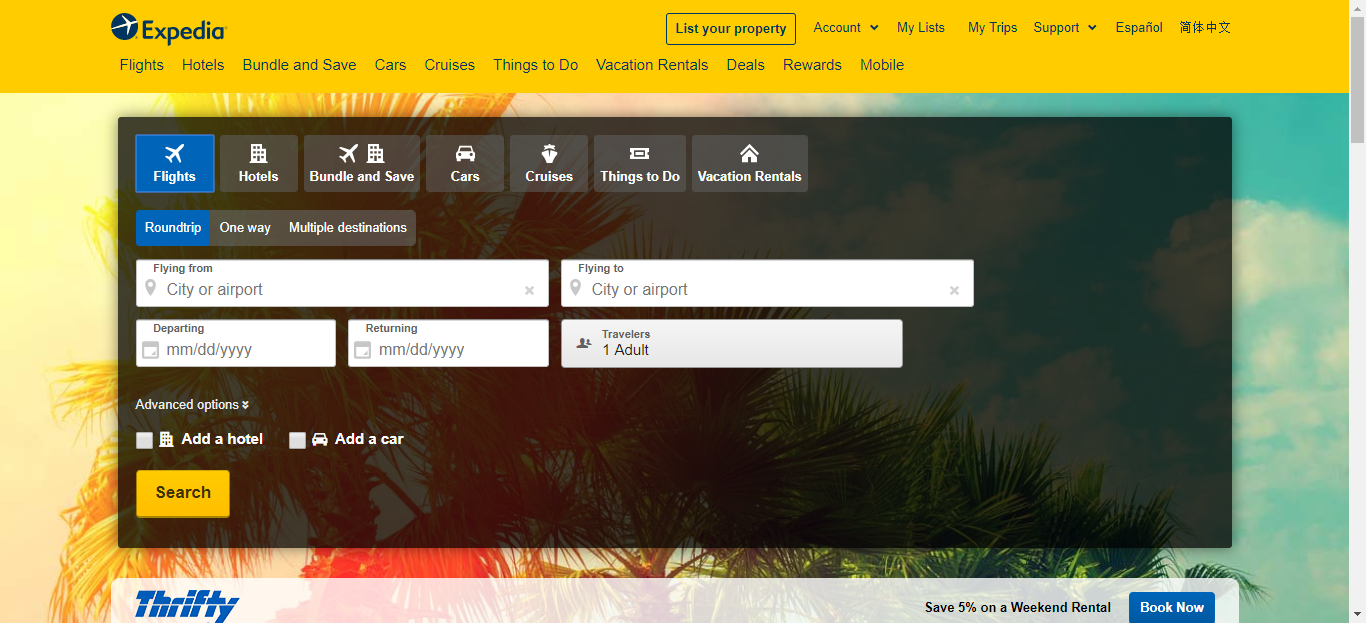 Expedia
List your property
Account
My Lists
My Trips
Support
Español
简体中文
Flights Hotels Bundle and Save Cars Cruises Things to Do Vacation Rentals Deals Rewards Mobile
Flights
Hotels
Bundle and Save
Cars
Cruises
Things to Do
Vacation Rentals
Roundtrip
One way
Multiple destinations
Flying from
City or airport
Flying to
City or airport
Departing
mm/dd/yyyy
Returning
mm/dd/yyyy
Travelers
1 Adult
Advanced options
Add a hotel
Add a car
Search
Thrifty
Save 5% on a Weekend Rental
Book Now